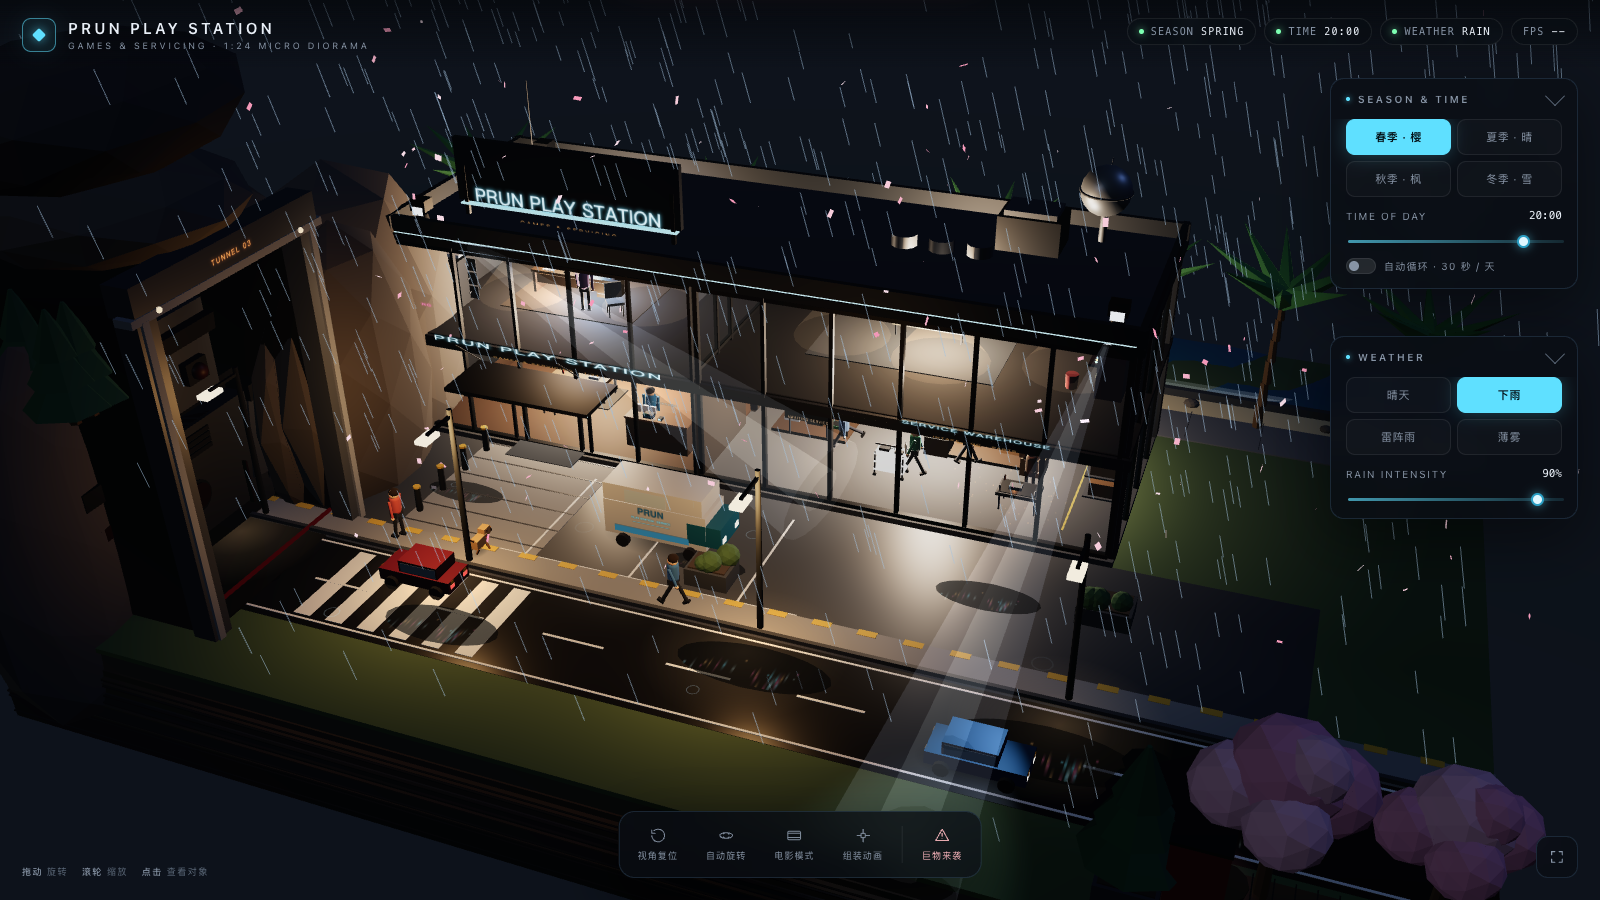 PRUN PLAY STATION
GAMES & SERVICING · 1:24 MICRO DIORAMA
SEASON SPRING
TIME 20:00
WEATHER RAIN
FPS --
SEASON & TIME
春季 · 樱
夏季 · 晴
秋季 · 枫
冬季 · 雪
TIME OF DAY
20:00
自动循环 · 30 秒 / 天
WEATHER
晴天
下雨
雷阵雨
薄雾
RAIN INTENSITY
90%
PRUN PLAY STATION
GAMES & SERVICING
TUNNEL 03
PRUN PLAY STATION
SERVICE WAREHOUSE
PRUN
视角复位
自动旋转
电影模式
组装动画
巨物来袭
拖动 旋转
滚轮 缩放
点击 查看对象